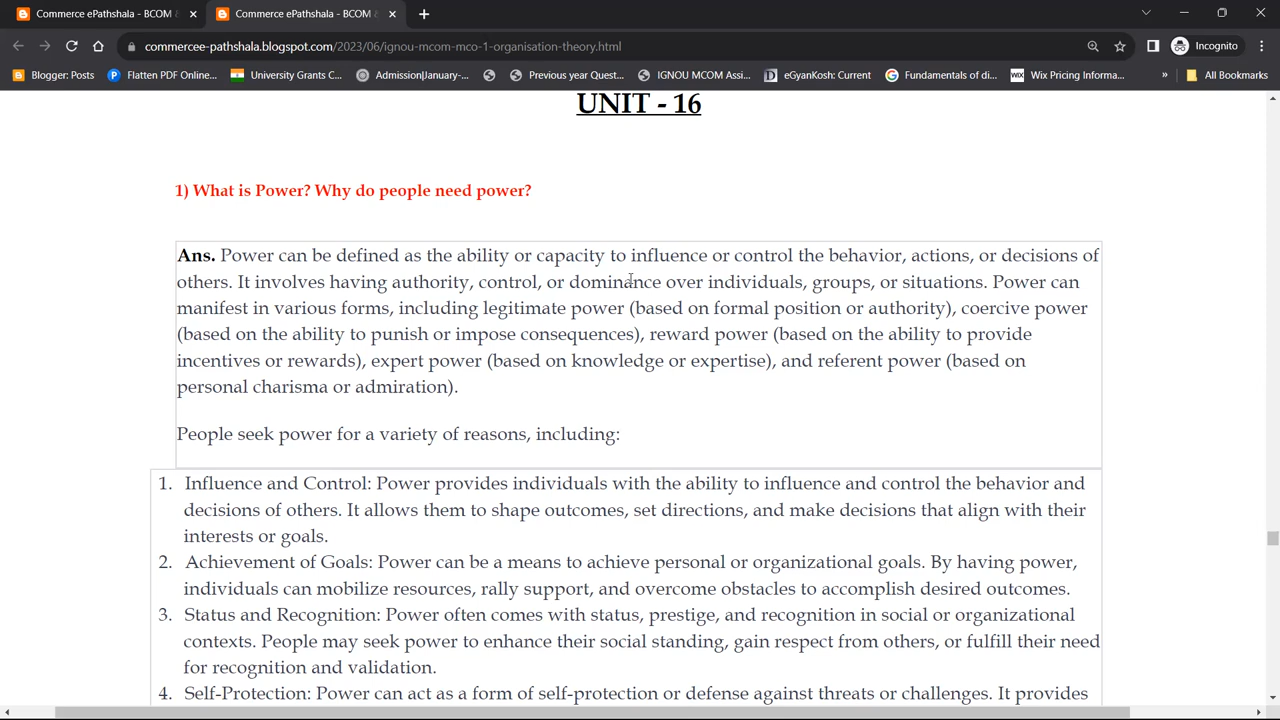 Commerce ePathshala - BCOM &
Commerce ePathshala - BCOM &
commercee-pathshala.blogspot.com/2023/06/ignou-mcom-mco-1-organisation-theory.html
Incognito
Blogger: Posts
Flatten PDF Online...
University Grants C...
Admission|January-...
Previous year Quest...
IGNOU MCOM Assi...
eGyanKosh: Current
Fundamentals of di...
Wix Pricing Informa...
»
All Bookmarks
UNIT - 16
1) What is Power? Why do people need power?
Ans. Power can be defined as the ability or capacity to influence or control the behavior, actions, or decisions of
others. It involves having authority, control, or dominance over individuals, groups, or situations. Power can
manifest in various forms, including legitimate power (based on formal position or authority), coercive power
(based on the ability to punish or impose consequences), reward power (based on the ability to provide
incentives or rewards), expert power (based on knowledge or expertise), and referent power (based on
personal charisma or admiration).
People seek power for a variety of reasons, including:
1. Influence and Control: Power provides individuals with the ability to influence and control the behavior and
decisions of others. It allows them to shape outcomes, set directions, and make decisions that align with their
interests or goals.
2. Achievement of Goals: Power can be a means to achieve personal or organizational goals. By having power,
individuals can mobilize resources, rally support, and overcome obstacles to accomplish desired outcomes.
3. Status and Recognition: Power often comes with status, prestige, and recognition in social or organizational
contexts. People may seek power to enhance their social standing, gain respect from others, or fulfill their need
for recognition and validation.
4. Self-Protection: Power can act as a form of self-protection or defense against threats or challenges. It provides